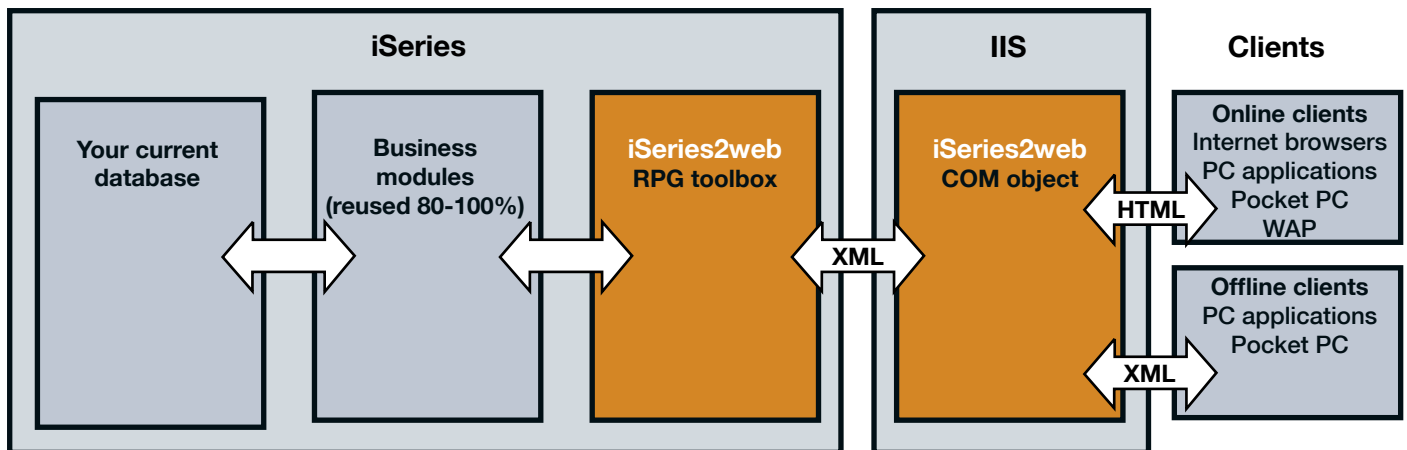 iSeries
IIS
Clients
Your current
database
Business
modules
(reused 80-100%)
iSeries2web
RPG toolbox
XML
iSeries2web
COM object
HTML
XML
Online clients
Internet browsers
PC applications
Pocket PC
WAP
Offline clients
PC applications
Pocket PC